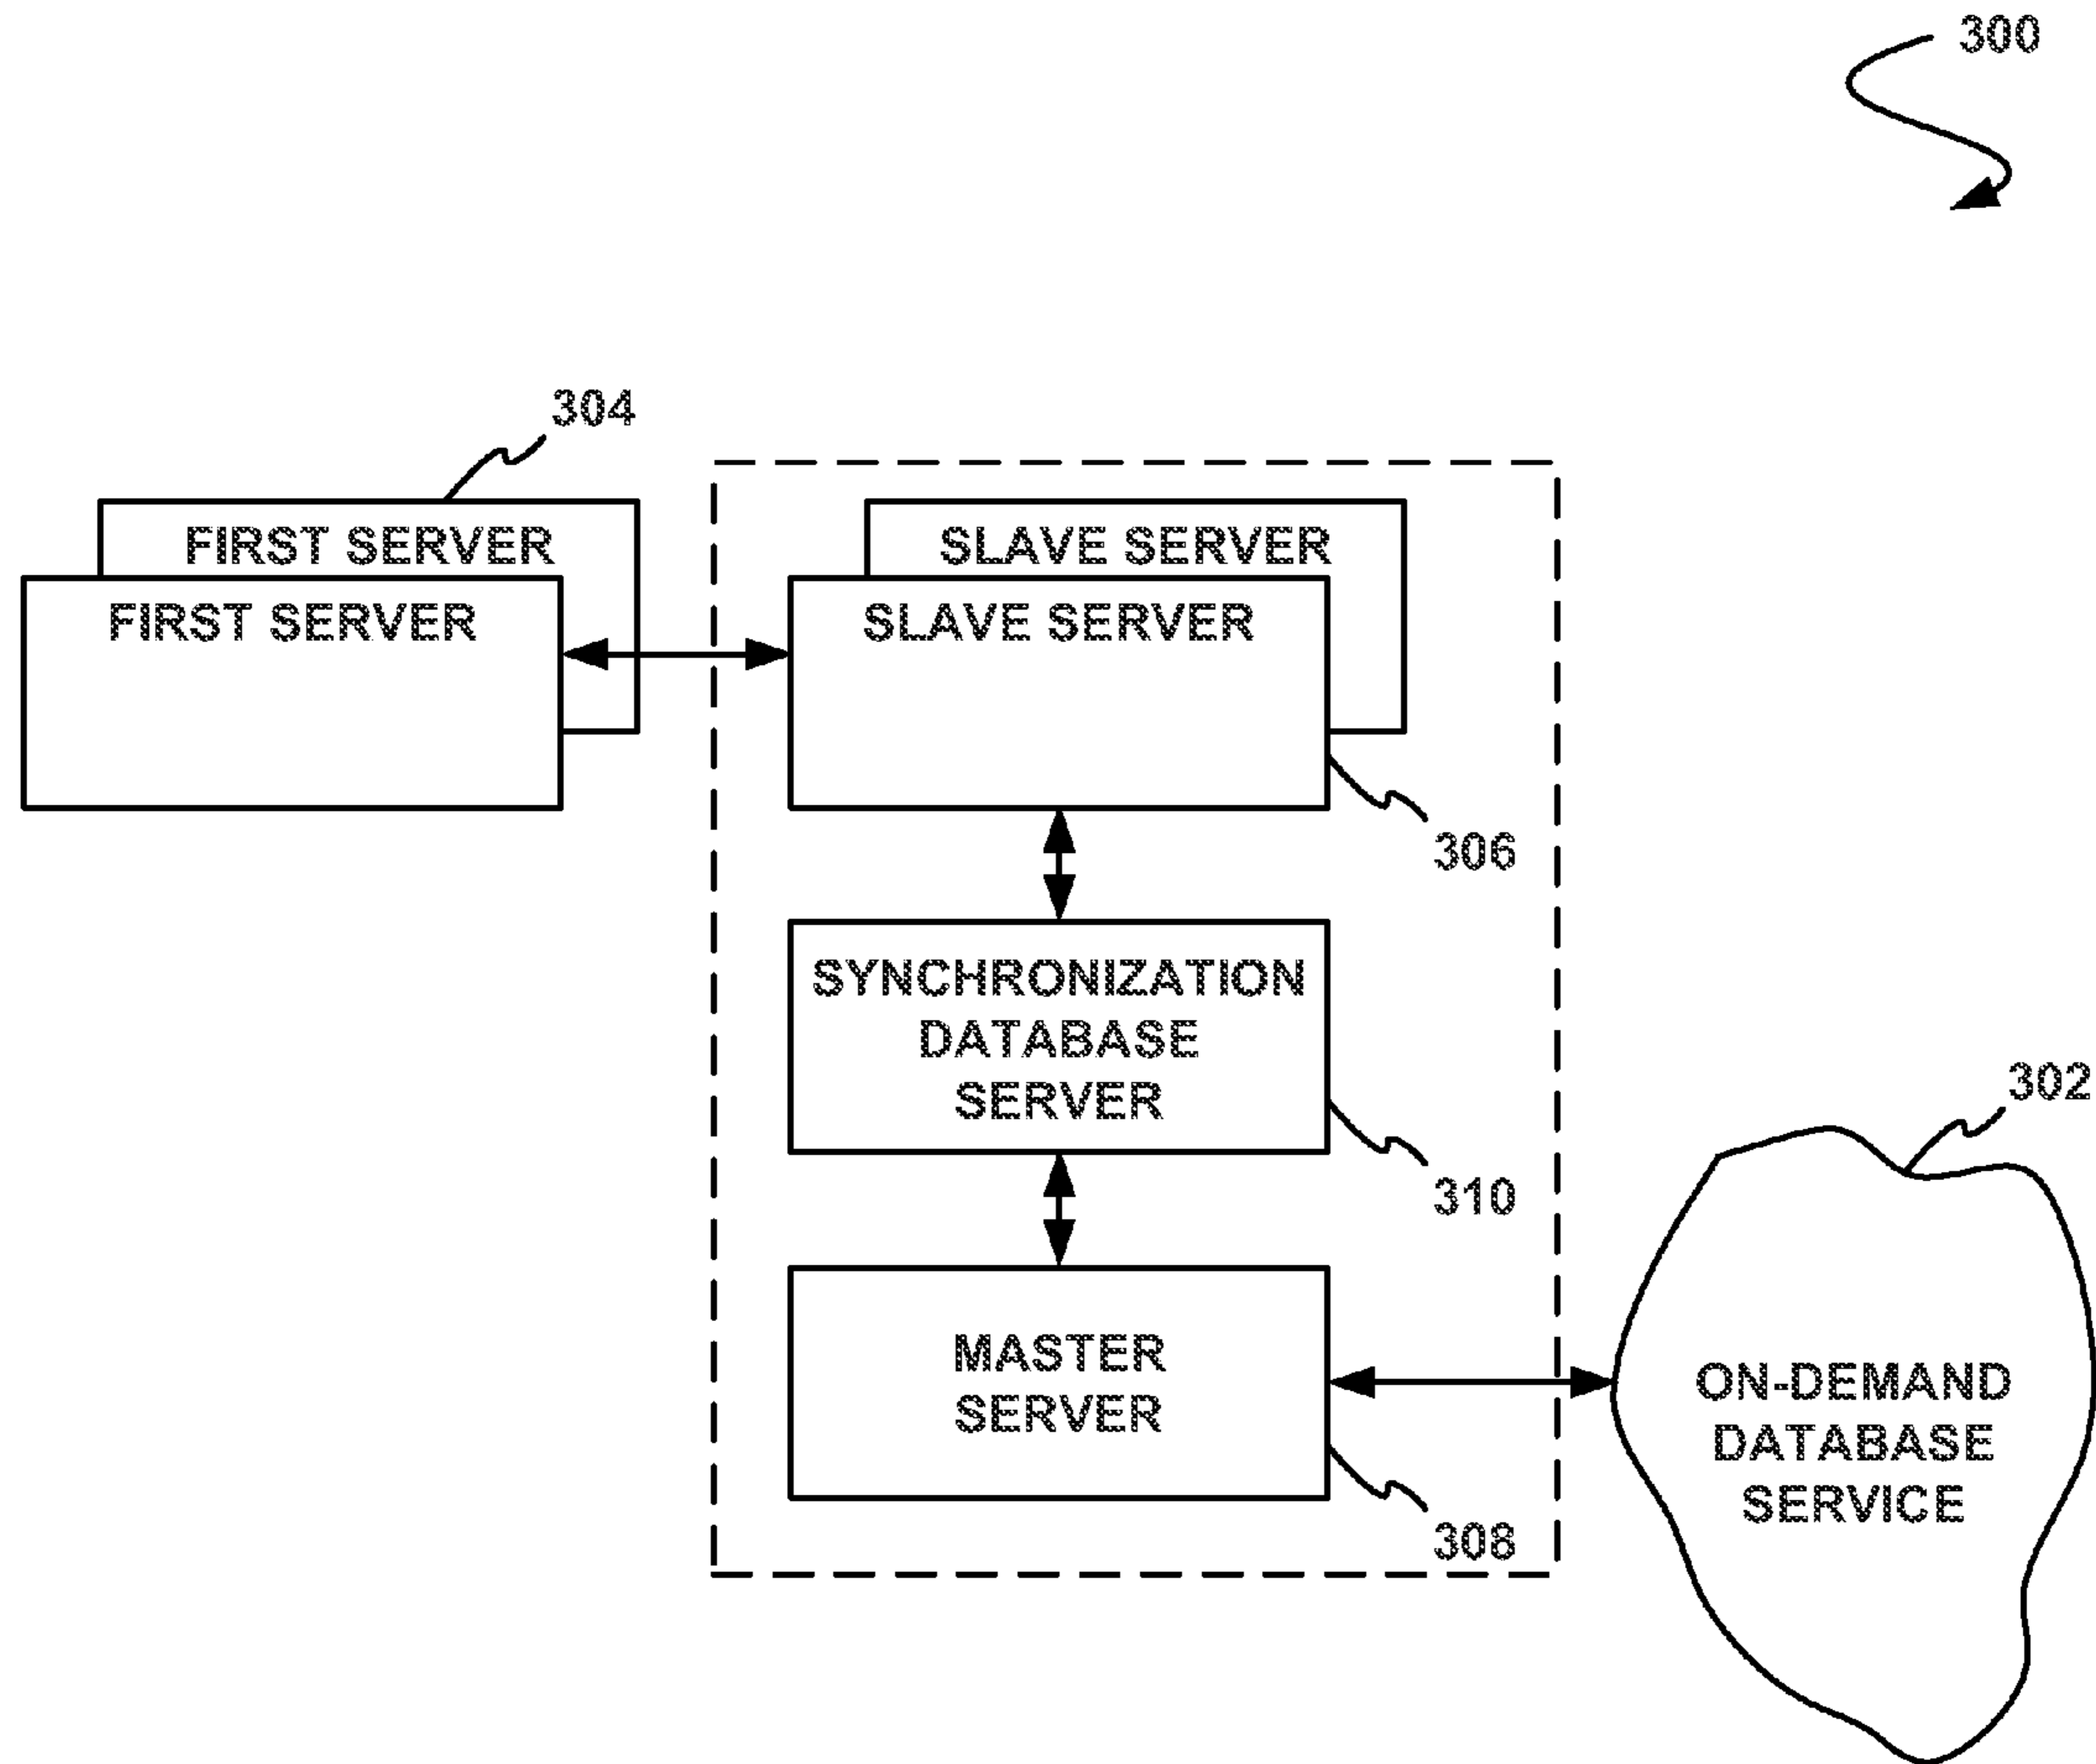 300
304
FIRST SERVER
SLAVE SERVER
FIRST SERVER
SLAVE SERVER
306
SYNCHRONIZATION
DATABASE
SERVER
302
310
MASTER
SERVER
ON-DEMAND
DATABASE
SERVICE
308